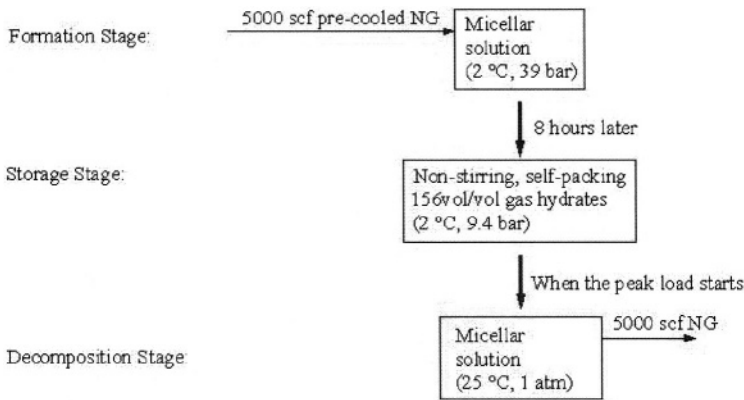 5000 scf pre-cooled NG
Formation Stage:
Micellar
solution
(2 °C, 39 bar)
8 hours later
Storage Stage:
Non-stirring, self-packing
156vol/vol gas hydrates
(2 °C, 9.4 bar)
When the peak load starts
5000 scf NG
Decomposition Stage:
Micellar
solution
(25 °C, 1 atm)